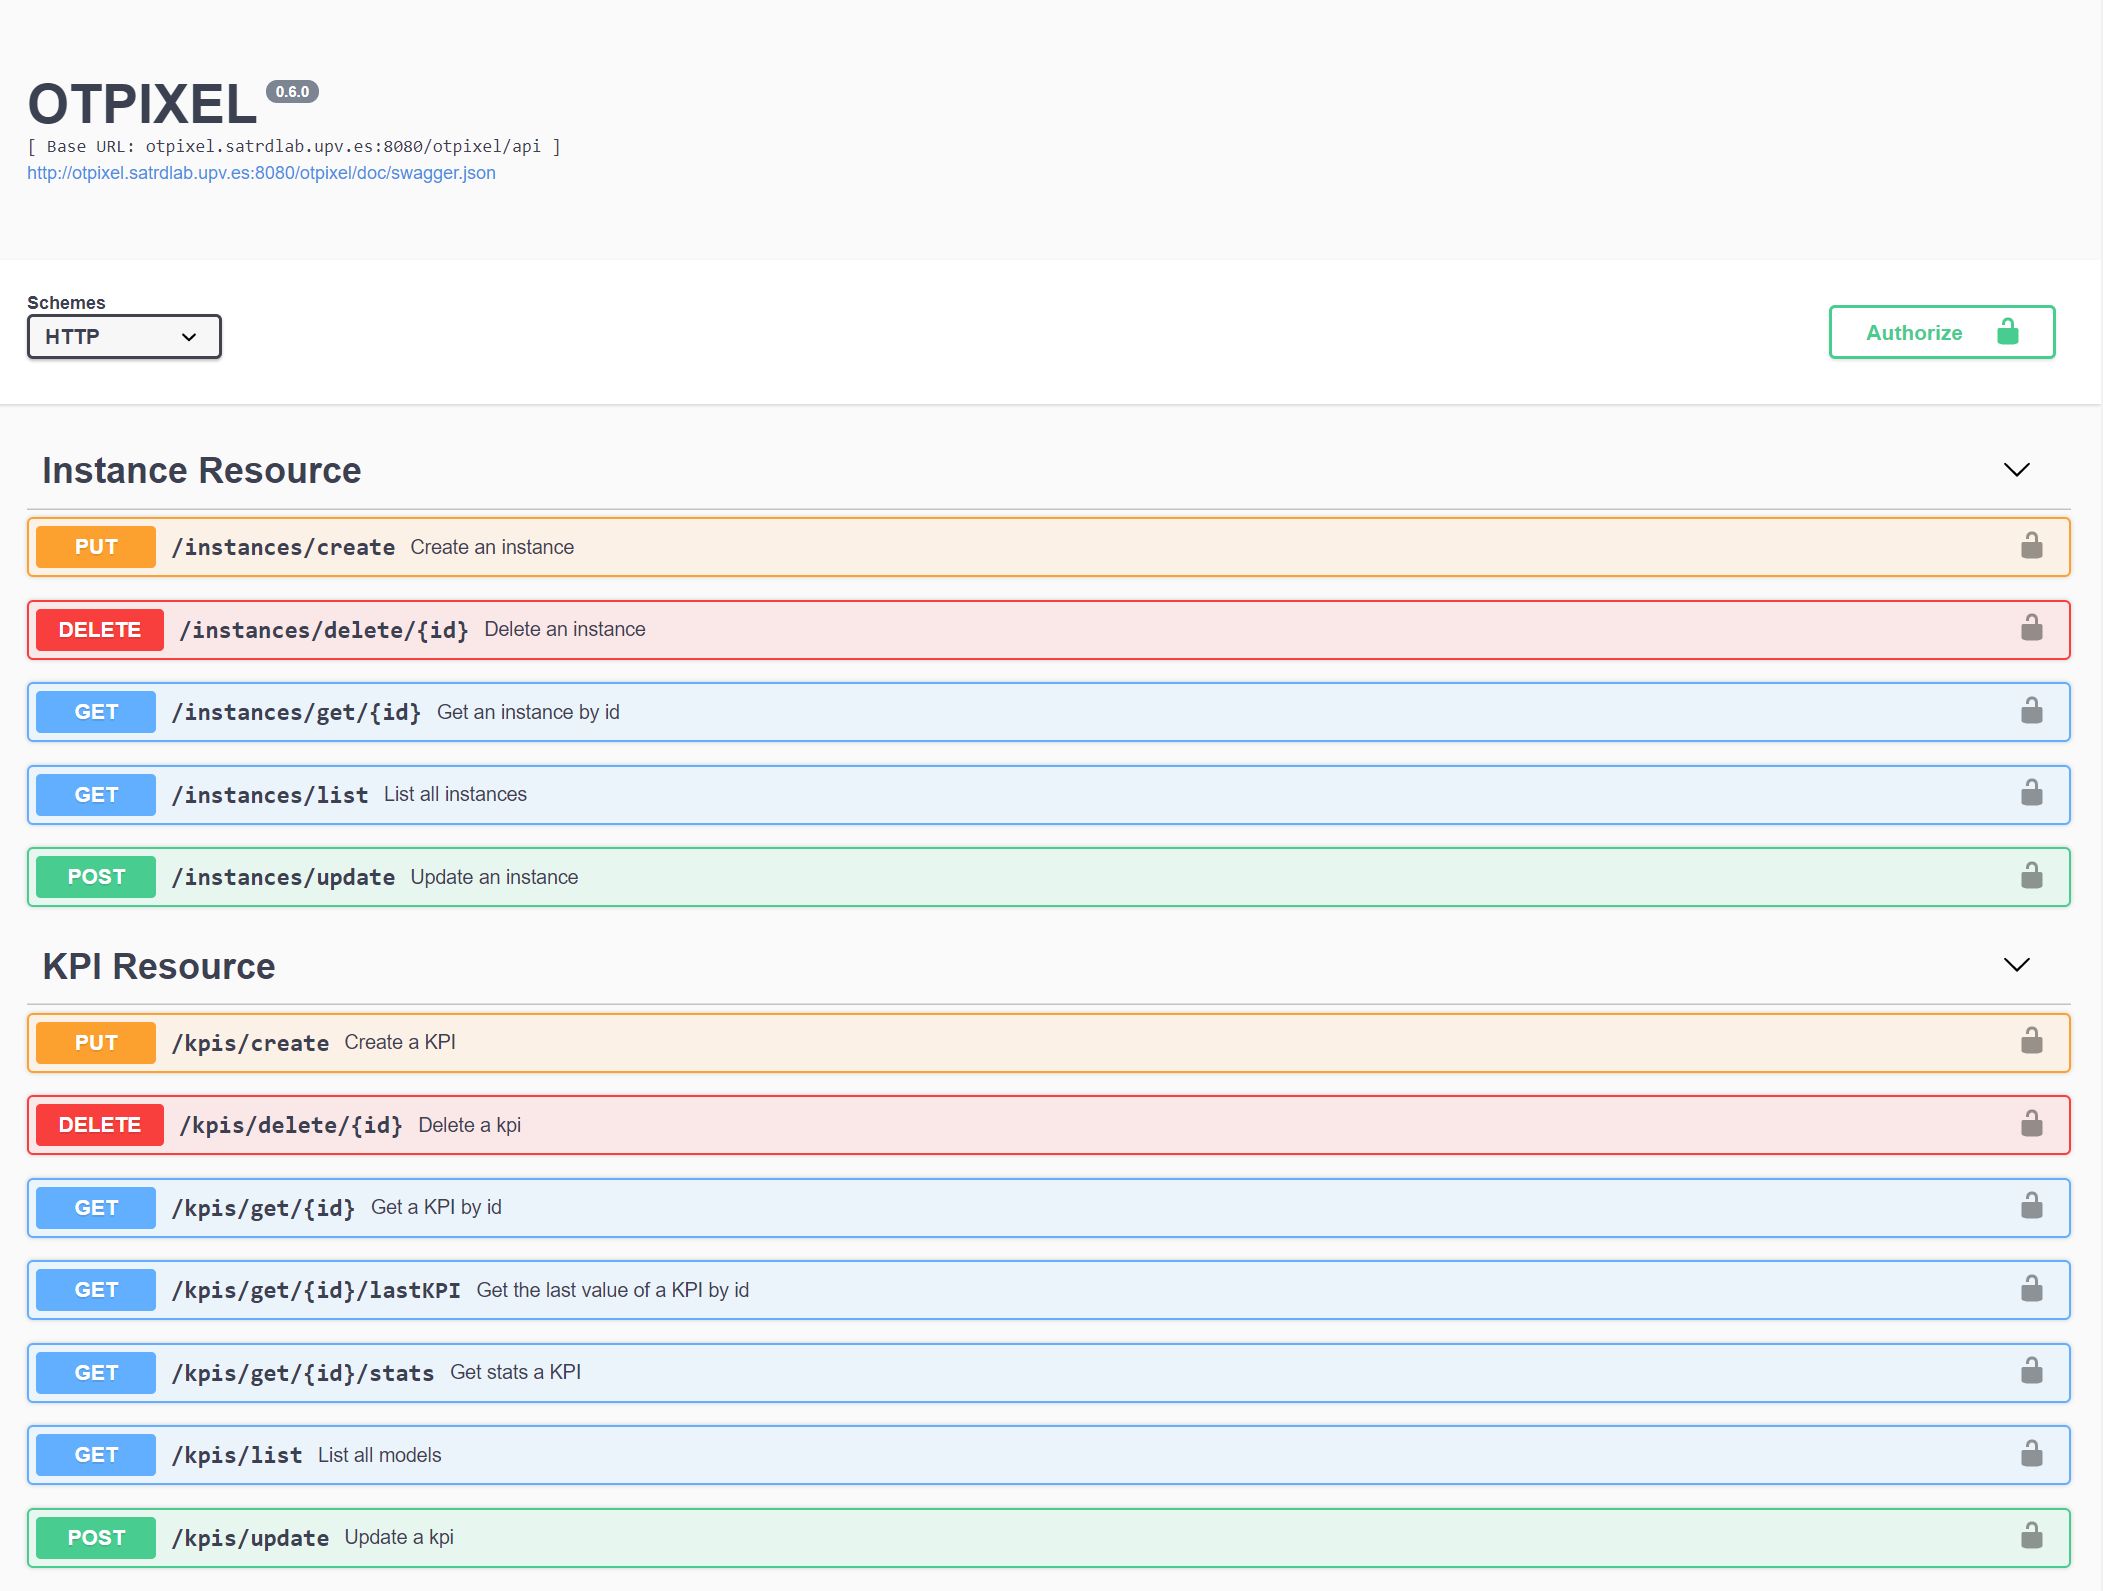 OTPIXEL 0.6.0
[ Base URL: otpixel.satrdlab.upv.es:8080/otpixel/api ]
http://otpixel.satrdlab.upv.es:8080/otpixel/doc/swagger.json
Schemes
HTTP
Authorize
Instance Resource
PUT /instances/create Create an instance
DELETE /instances/delete/{id} Delete an instance
GET /instances/get/{id} Get an instance by id
GET /instances/list List all instances
POST /instances/update Update an instance
KPI Resource
PUT /kpis/create Create a KPI
DELETE /kpis/delete/{id} Delete a kpi
GET /kpis/get/{id} Get a KPI by id
GET /kpis/get/{id}/lastKPI Get the last value of a KPI by id
GET /kpis/get/{id}/stats Get stats a KPI
GET /kpis/list List all models
POST /kpis/update Update a kpi